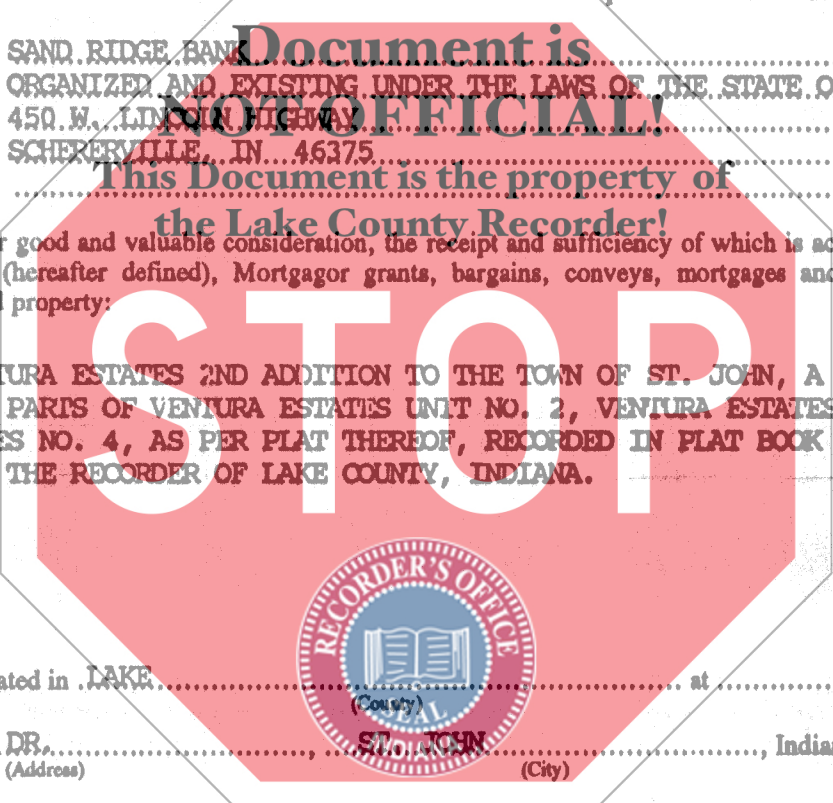 Document is
SAND RIDGE BANK
ORGANIZED AND EXISTING UNDER THE LAWS OF THE STATE O
NOT OFFICIAL!
450 W. LINCOLN HIGHWAY
SCHERERVILLE, IN 46375
This Document is the property of
the Lake County Recorder!
r good and valuable consideration, the receipt and sufficiency of which is ac
(hereafter defined), Mortgagor grants, bargains, conveys, mortgages and
d property:
STOP
TURA ESTATES 2ND ADDITION TO THE TOWN OF ST. JOHN, A
PARTS OF VENTURA ESTATES UNIT NO. 2, VENTURA ESTATES
ES NO. 4, AS PER PLAT THEREOF, RECORDED IN PLAT BOOK
THE RECORDER OF LAKE COUNTY, INDIANA.
RECORDER'S OFFICE
SEAL
INDIANA
ated in LAKE at
(County)
DR. , ST. JOHN , Indian
(Address) (City)